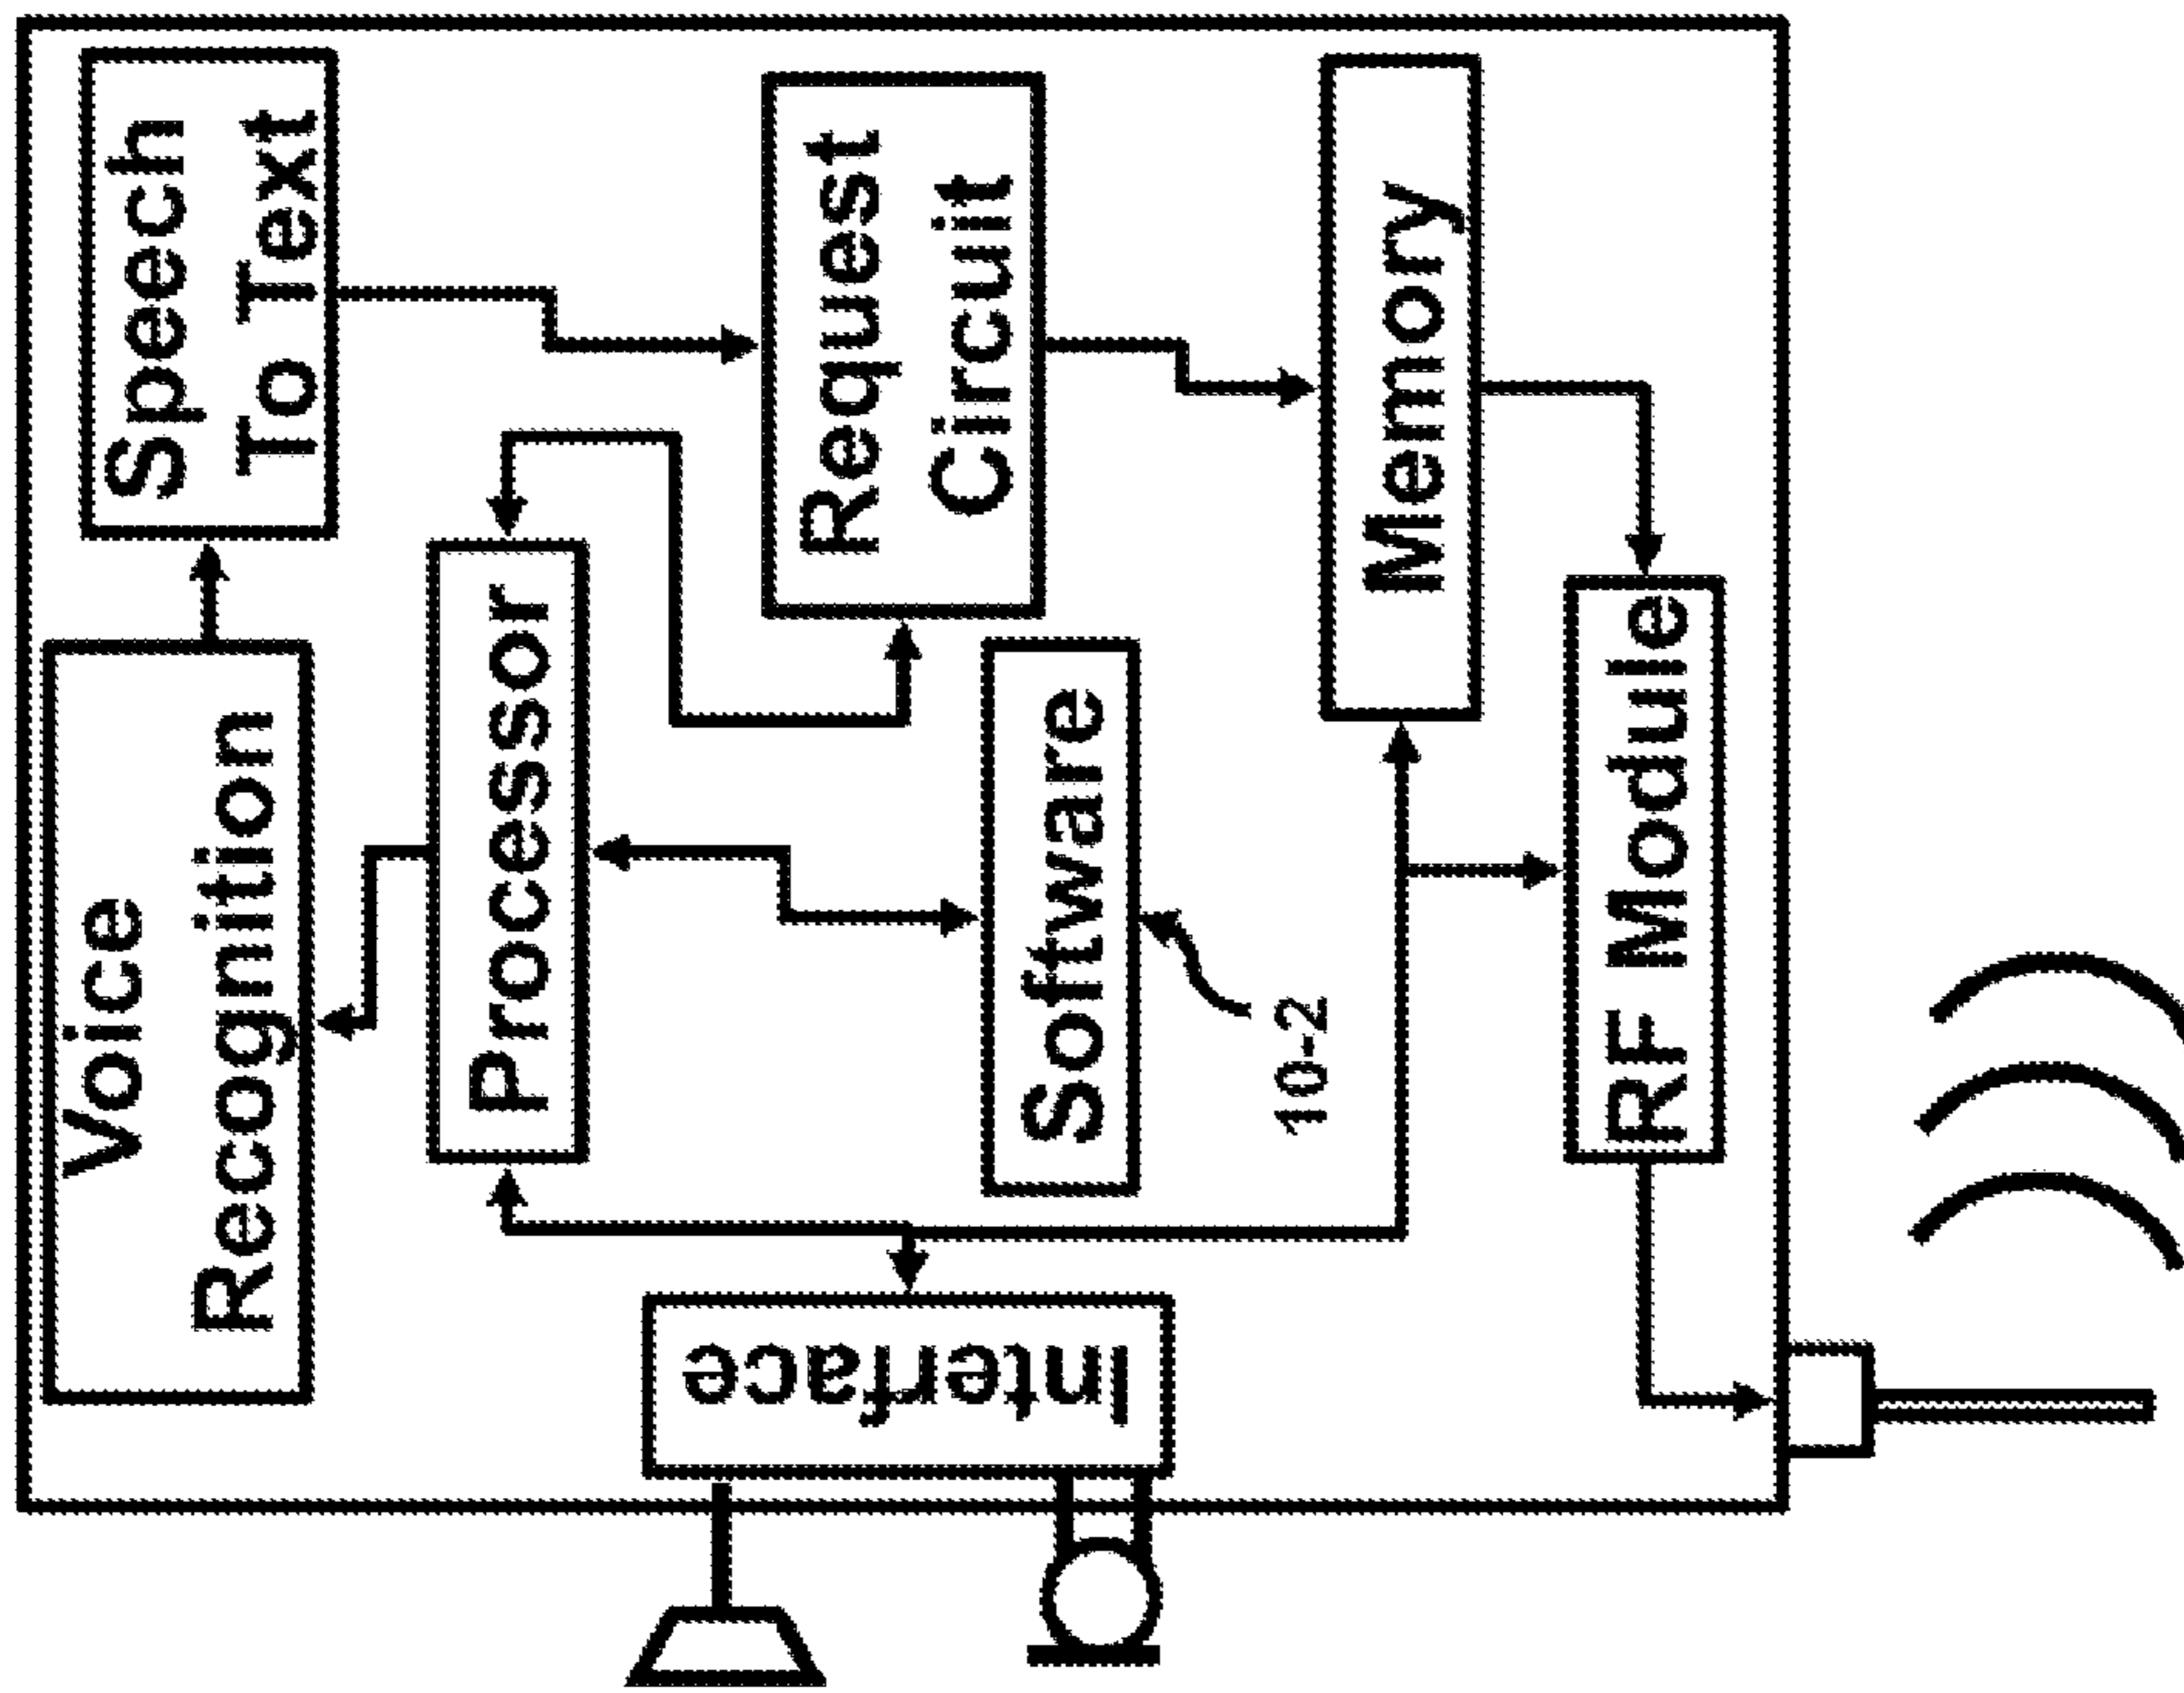 Voice
Recognition
Speech
To Text
Processor
Request
Circuit
Software
10-2
Memory
RF Module
Interface